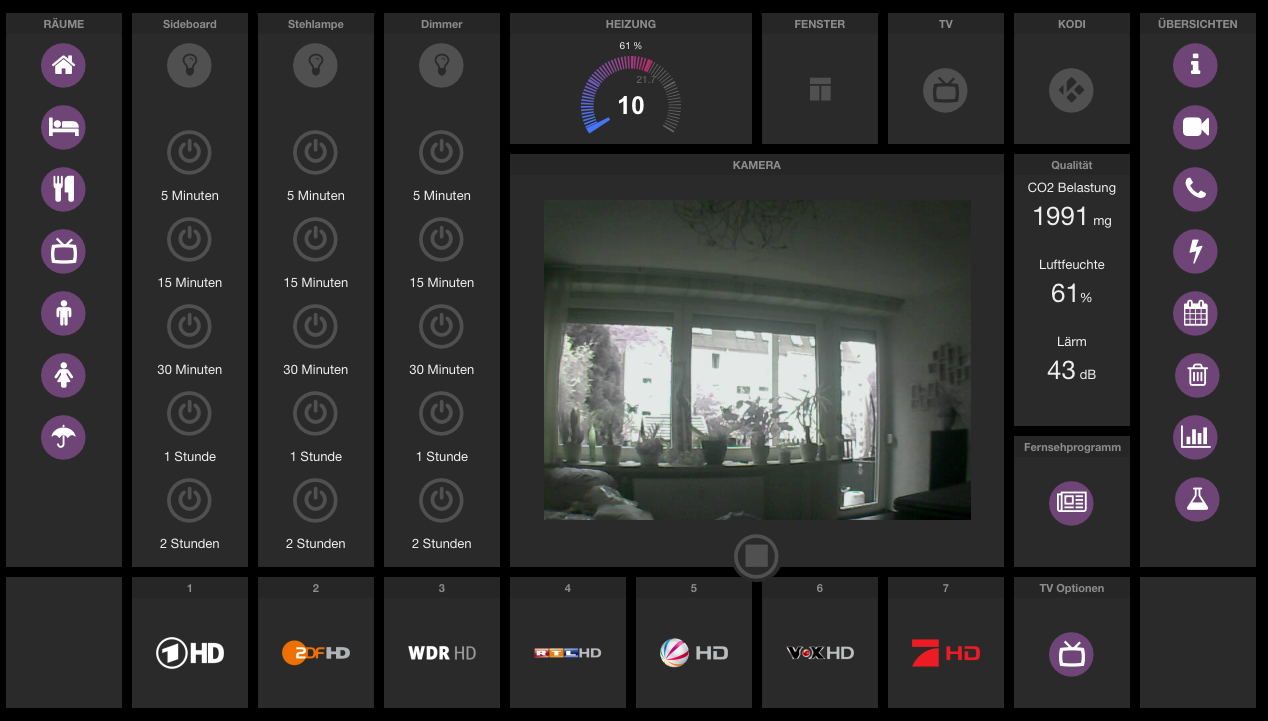 RÄUME
Sideboard
Stehlampe
Dimmer
HEIZUNG
FENSTER
TV
KODI
ÜBERSICHTEN
61 %
21.7
10
5 Minuten
5 Minuten
5 Minuten
15 Minuten
15 Minuten
15 Minuten
30 Minuten
30 Minuten
30 Minuten
1 Stunde
1 Stunde
1 Stunde
2 Stunden
2 Stunden
2 Stunden
KAMERA
Qualität
CO2 Belastung
1991 mg
Luftfeuchte
61%
Lärm
43 dB
Fernsehprogramm
1
2
3
4
5
6
7
TV Optionen
1 HD
ZDF HD
WDR HD
RTL HD
HD
VOX HD
7 HD